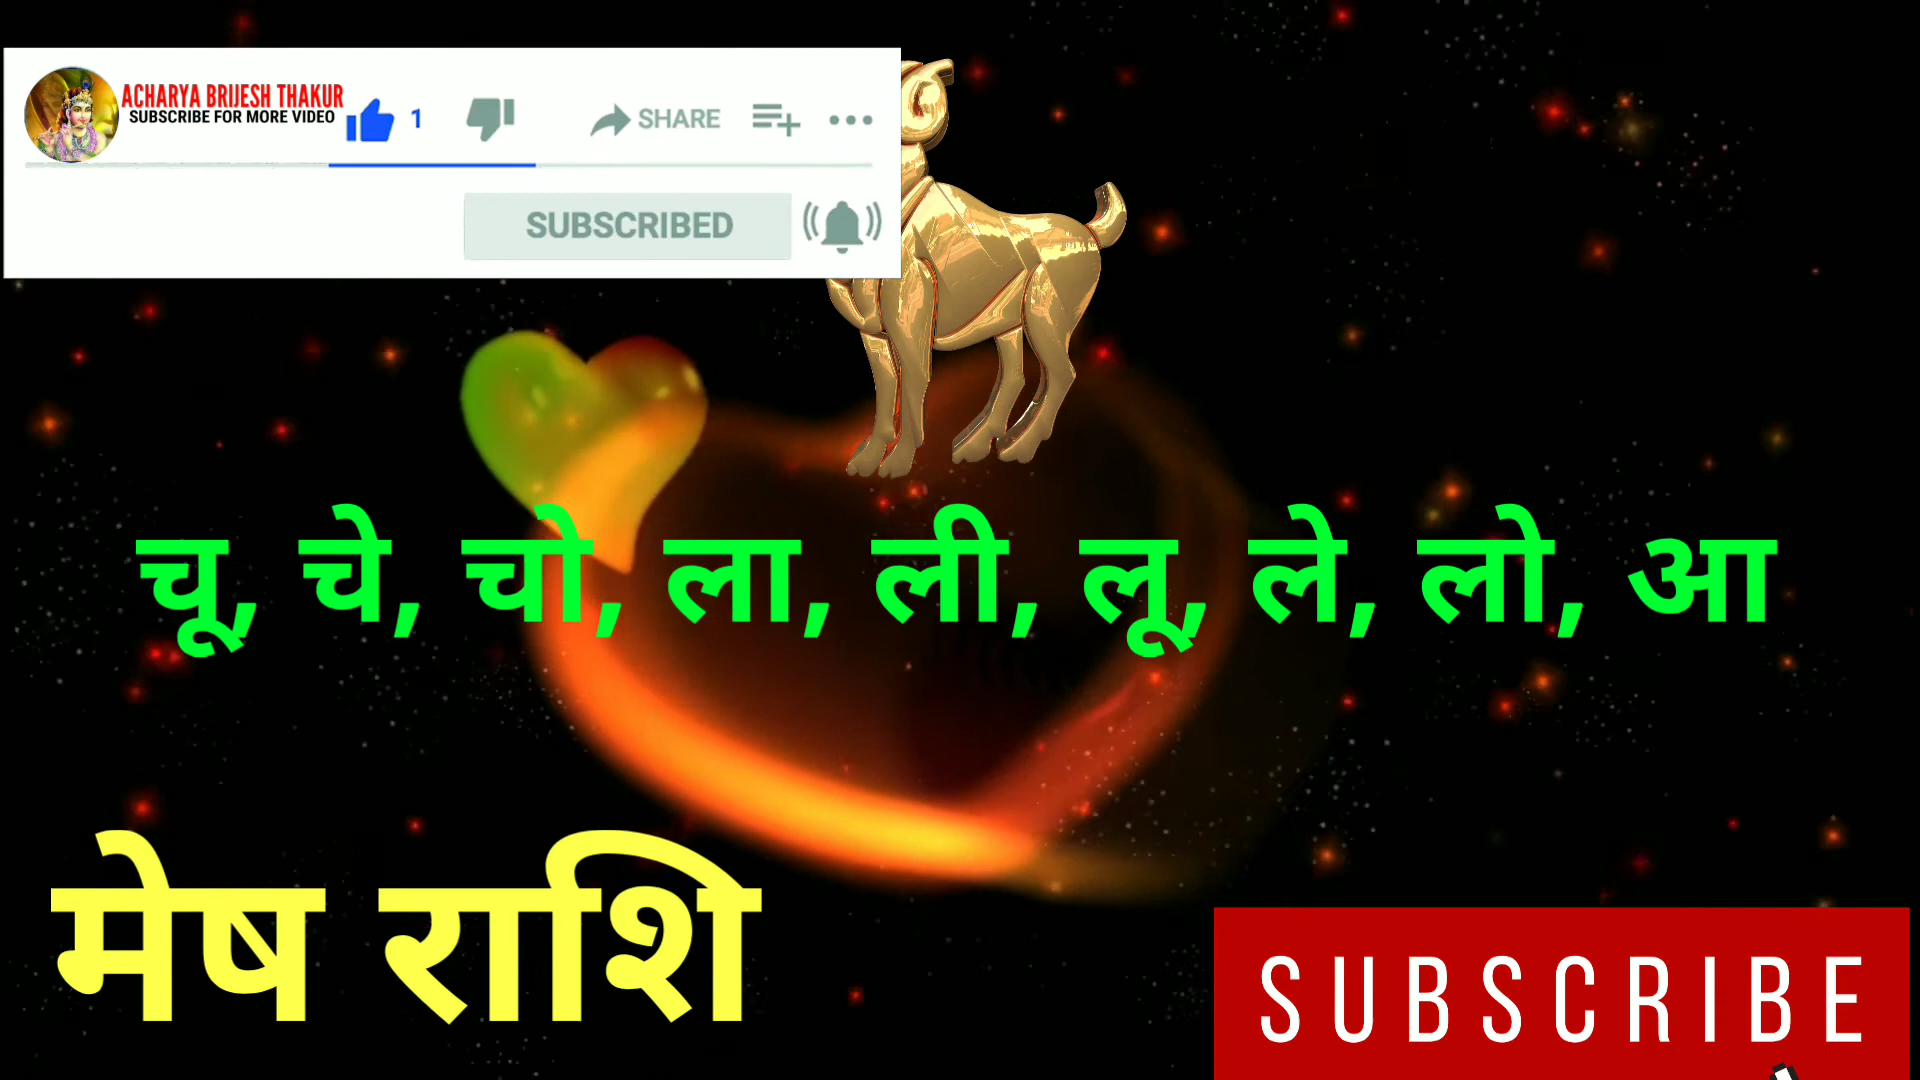 ACHARYA BRIJESH THAKUR
SUBSCRIBE FOR MORE VIDEO
1
SHARE
SUBSCRIBED
चू, चे, चो, ला, ली, लू, ले, लो, आ
मेष राशि
SUBSCRIBE